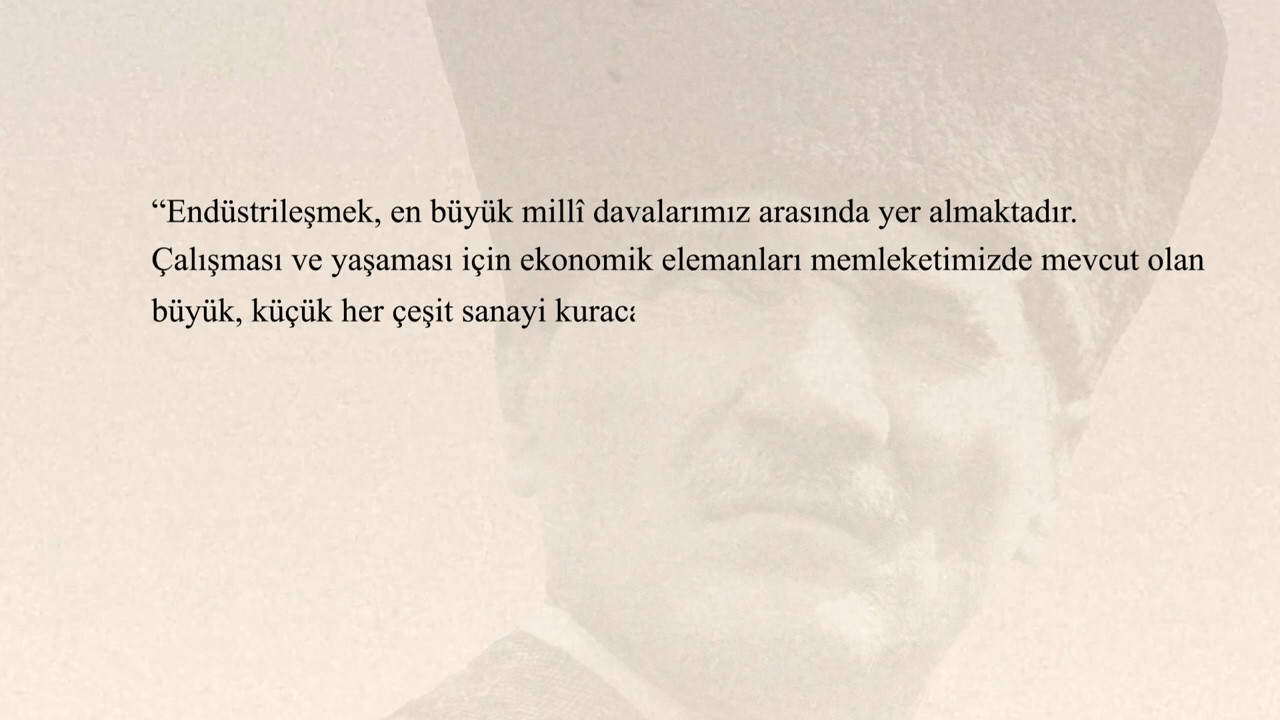 “Endüstrileşmek, en büyük millî davalarımız arasında yer almaktadır.
Çalışması ve yaşaması için ekonomik elemanları memleketimizde mevcut olan
büyük, küçük her çeşit sanayi